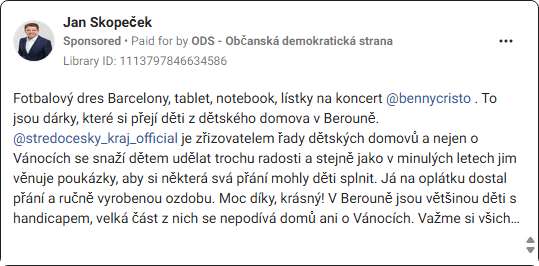 Jan Skopeček
Sponsored • Paid for by ODS - Občanská demokratická strana
Library ID: 1113797846634586
Fotbalový dres Barcelony, tablet, notebook, lístky na koncert @bennycristo . To
jsou dárky, které si přejí děti z dětského domova v Berouně.
@stredocesky_kraj_official je zřizovatelem řady dětských domovů a nejen o
Vánocích se snaží dětem udělat trochu radosti a stejně jako v minulých letech jim
věnuje poukázky, aby si některá svá přání mohly děti splnit. Já na oplátku dostal
přání a ručně vyrobenou ozdobu. Moc díky, krásný! V Berouně jsou většinou děti s
handicapem, velká část z nich se nepodívá domů ani o Vánocích. Važme si všich...